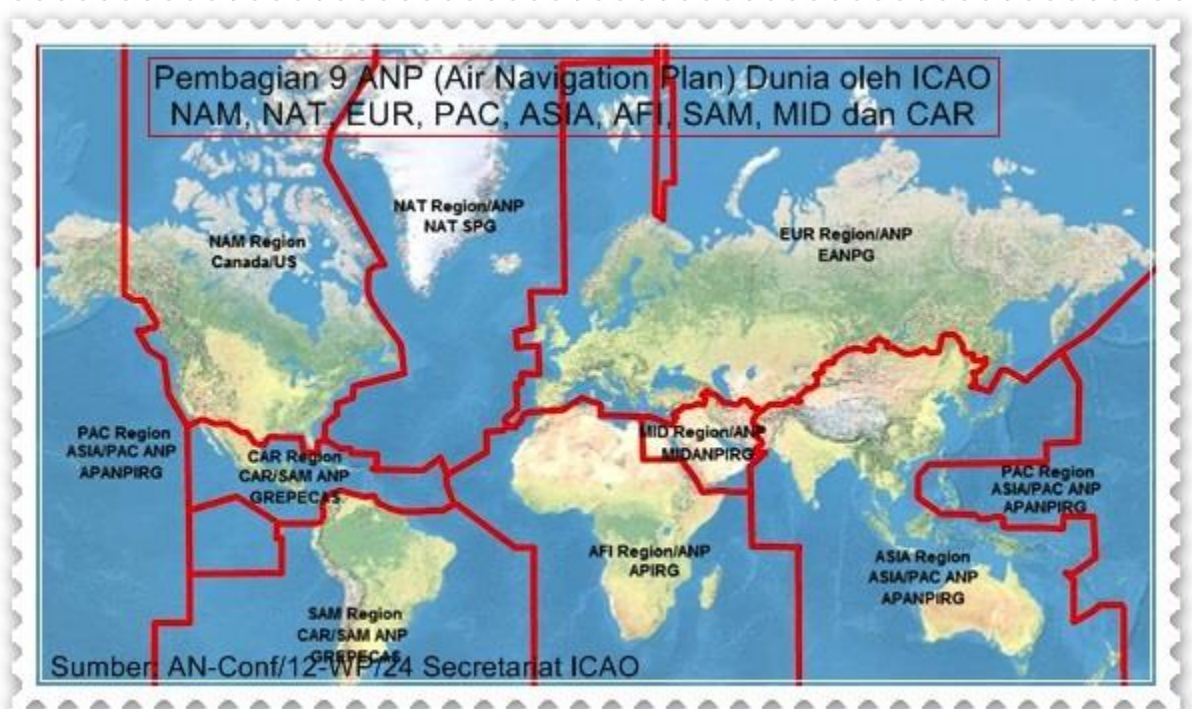 Pembagian 9 ANP (Air Navigation Plan) Dunia oleh ICAO
NAM, NAT, EUR, PAC, ASIA, AFI, SAM, MID dan CAR
NAT Region/ANP
NAT SPG
NAM Region
Canada/US
EUR Region/ANP
EANPG
PAC Region
ASIA/PAC ANP
APANPIRG
CAR Region
CAR/SAM ANP
GREPECAS
MID Region/ANP
MIDANPIRG
PAC Region
ASIA/PAC ANP
APANPIRG
AFI Region/ANP
APIRG
ASIA Region
ASIA/PAC ANP
APANPIRG
SAM Region
CAR/SAM ANP
GREPECAS
Sumber: AN-Conf/12-WP/24 Secretariat ICAO